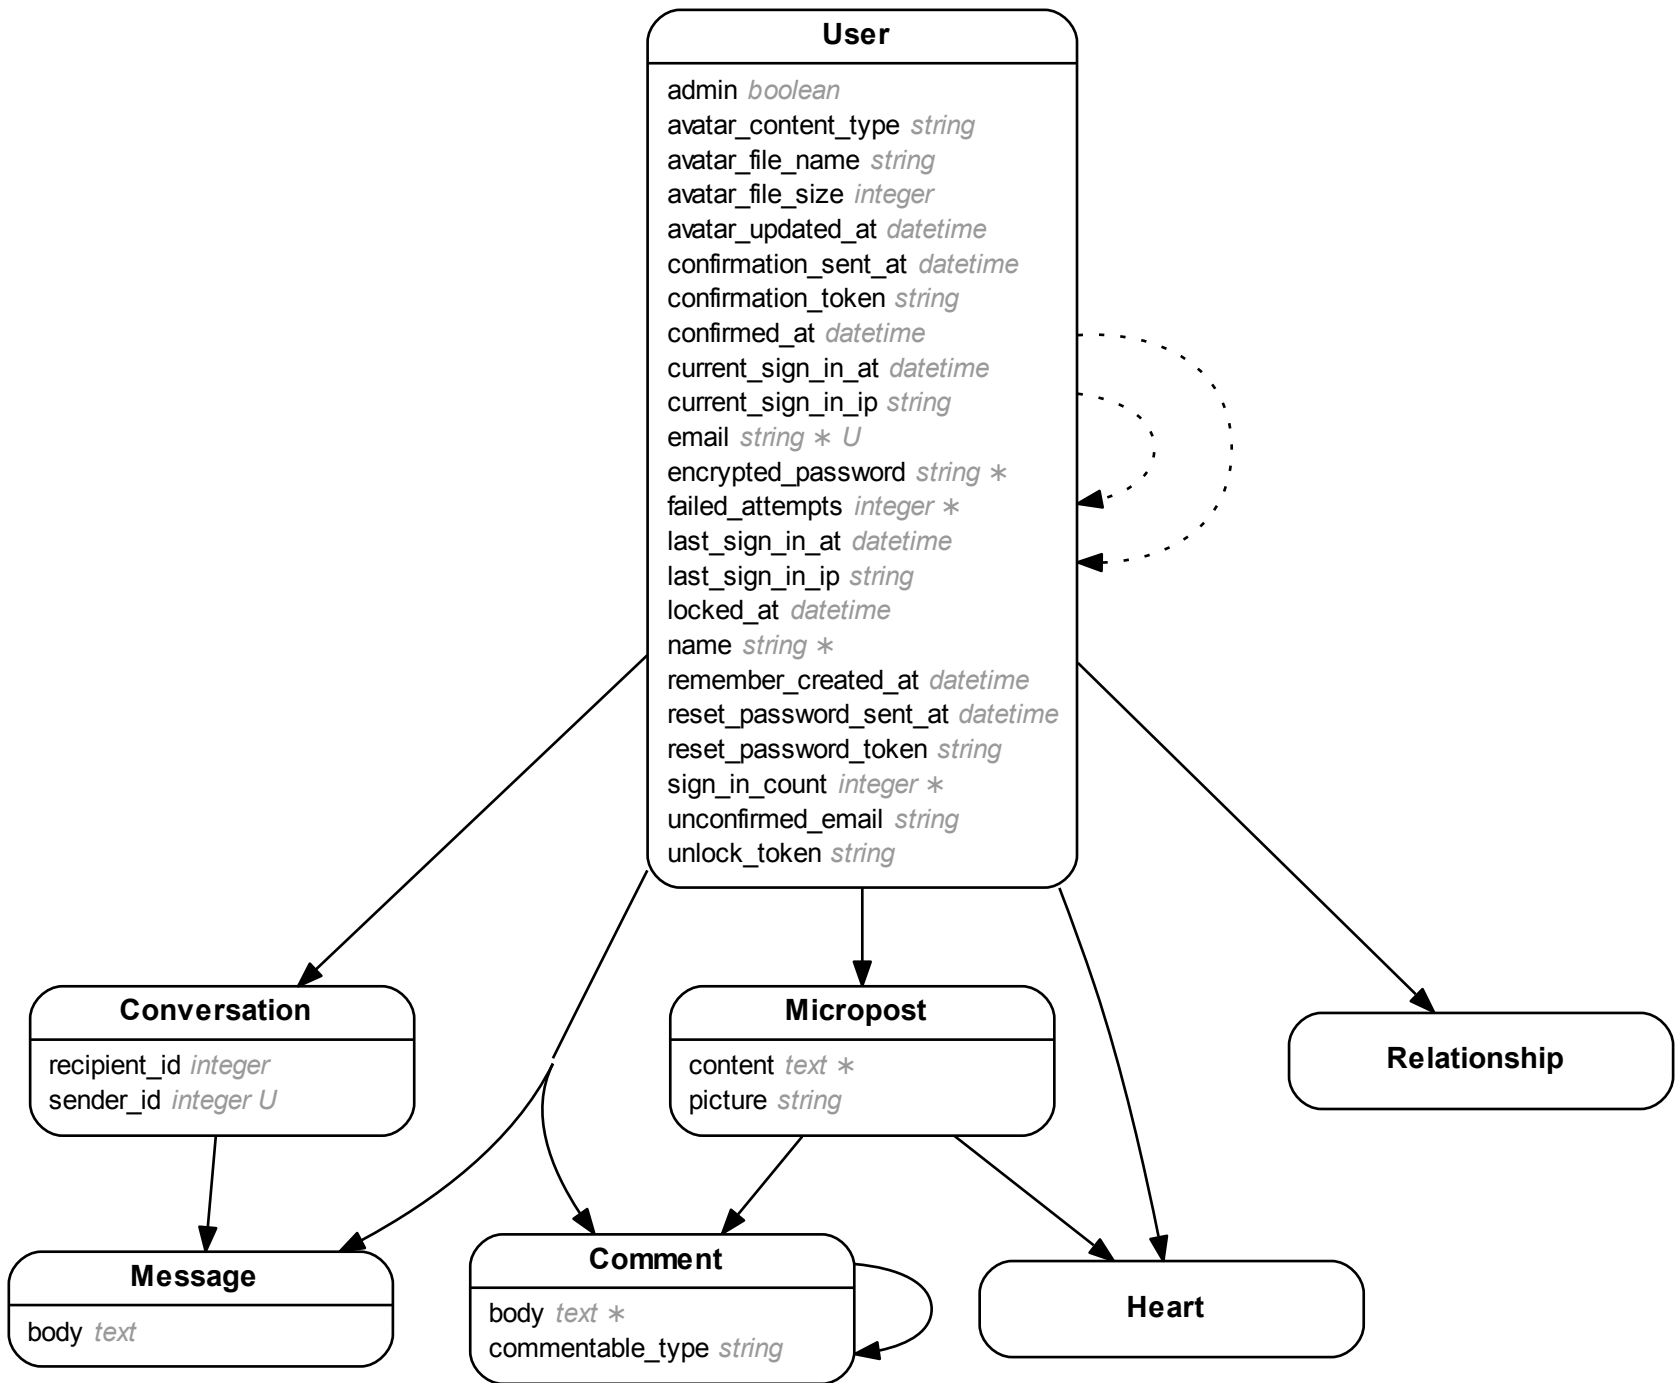 User
admin boolean
avatar_content_type string
avatar_file_name string
avatar_file_size integer
avatar_updated_at datetime
confirmation_sent_at datetime
confirmation_token string
confirmed_at datetime
current_sign_in_at datetime
current_sign_in_ip string
email string ∗ U
encrypted_password string ∗
failed_attempts integer ∗
last_sign_in_at datetime
last_sign_in_ip string
locked_at datetime
name string ∗
remember_created_at datetime
reset_password_sent_at datetime
reset_password_token string
sign_in_count integer ∗
unconfirmed_email string
unlock_token string
Conversation
recipient_id integer
sender_id integer U
Micropost
content text ∗
picture string
Relationship
Message
body text
Comment
body text ∗
commentable_type string
Heart